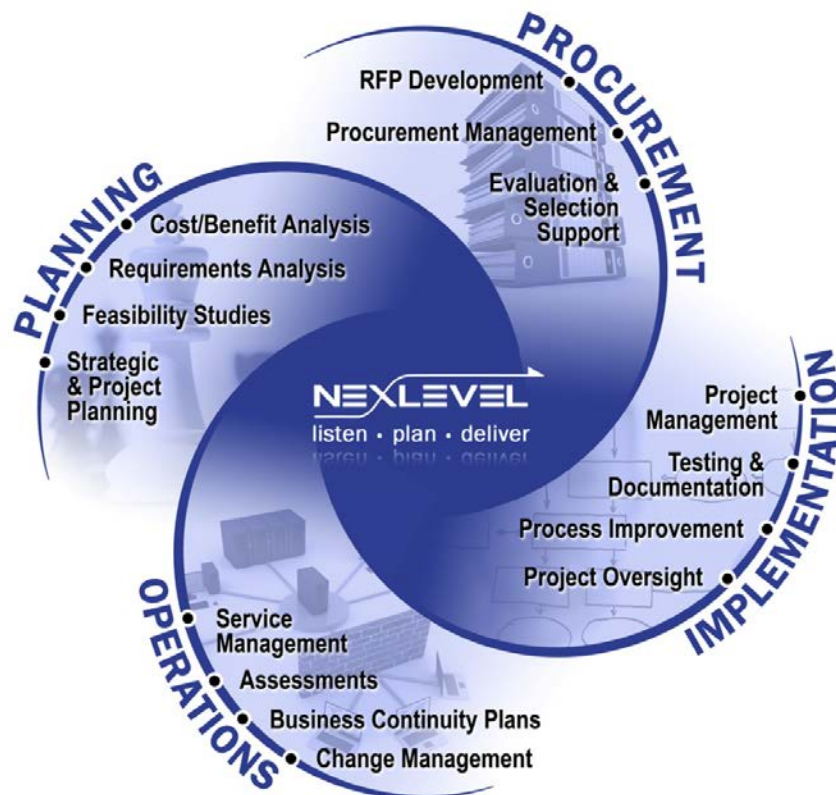 PROCUREMENT
RFP Development
Procurement Management
Evaluation &
Selection
Support
PLANNING
Cost/Benefit Analysis
Requirements Analysis
Feasibility Studies
Strategic
& Project
Planning
NEXLEVEL
listen • plan • deliver
IMPLEMENTATION
Project
Management
Testing &
Documentation
Process Improvement
Project Oversight
OPERATIONS
Service
Management
Assessments
Business Continuity Plans
Change Management